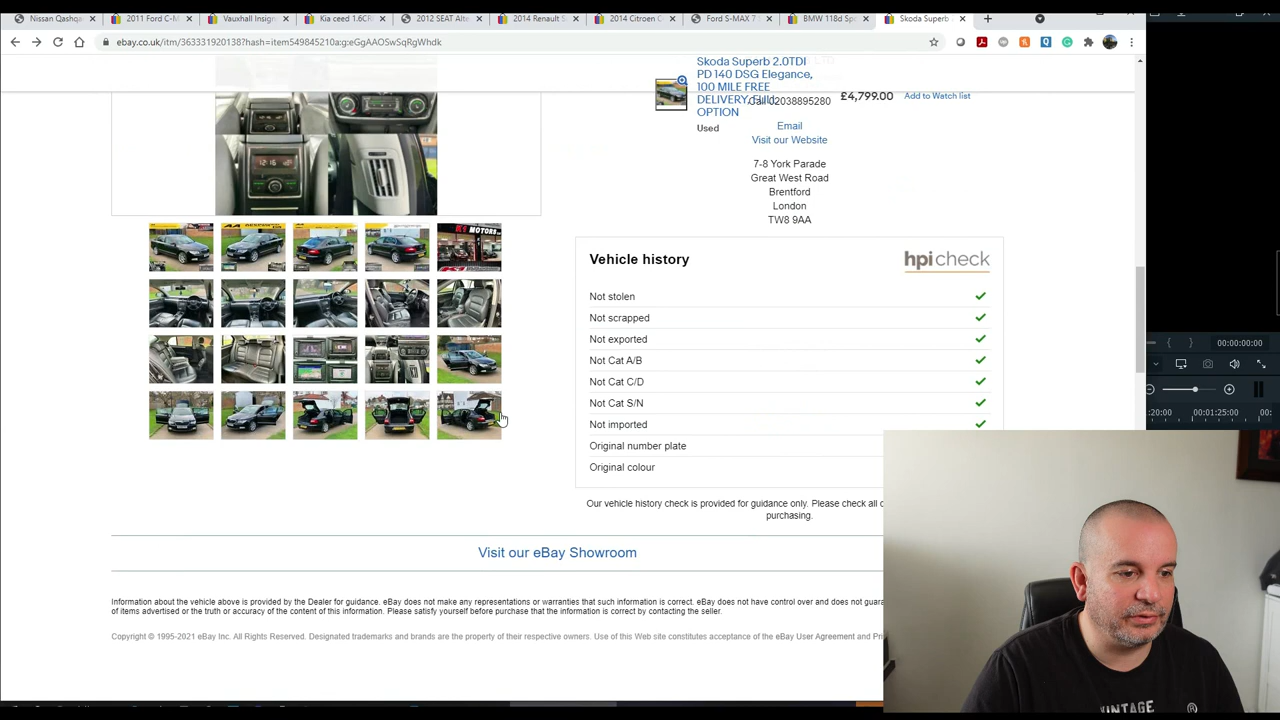 Nissan Qashqa
2011 Ford C-M
Vauxhall Insign
Kia ceed 1.6CR
2012 SEAT Alte
2014 Renault S
2014 Citroen C
Ford S-MAX 7
BMW 118d Spo
Skoda Superb
ebay.co.uk/itm/363331920138?hash=item549845210a:g:eGgAAOSwSqRgWhdk
Skoda Superb 2.0TDI
PD 140 DSG Elegance,
100 MILE FREE
DELIVERY, FULL
OPTION
Used
£4,799.00
Add to Watch list
Call 02038895280
Email
Visit our Website
7-8 York Parade
Great West Road
Brentford
London
TW8 9AA
Vehicle history
hpi check
Not stolen
Not scrapped
Not exported
Not Cat A/B
Not Cat C/D
Not Cat S/N
Not imported
Original number plate
Original colour
Our vehicle history check is provided for guidance only. Please check all
purchasing.
Visit our eBay Showroom
Information about the vehicle above is provided by the Dealer for guidance. eBay does not make any representations or warranties that such information is correct. eBay does not have control over and does not
of items advertised or the truth or accuracy of the content of this information. Please satisfy yourself before purchase that the information is correct by contacting the seller.
Copyright © 1995-2021 eBay Inc. All Rights Reserved. Designated trademarks and brands are the property of their respective owners. Use of this Web site constitutes acceptance of the eBay User Agreement and
00:00:00:00
00:01:25:00
VINTAGE